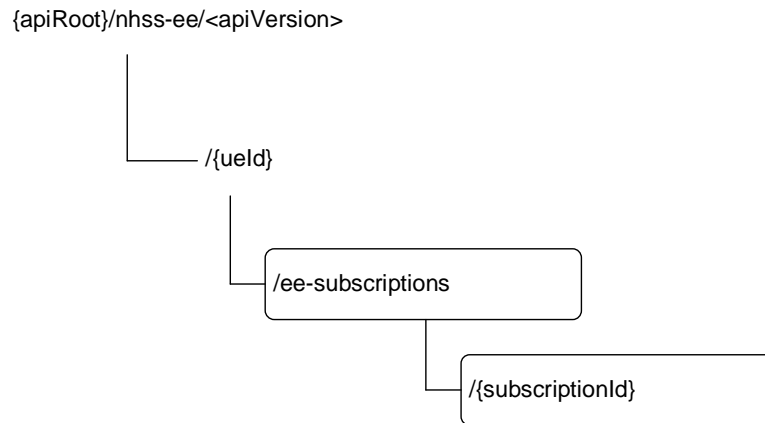 {apiRoot}/nhss-ee/<apiVersion>
/{ueId}
/ee-subscriptions
/{subscriptionId}